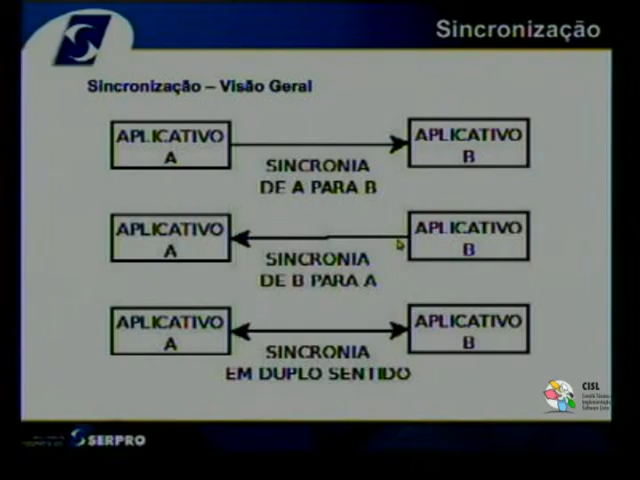 Sincronização
Sincronização – Visão Geral
APLICATIVO
A
APLICATIVO
B
SINCRONIA
DE A PARA B
APLICATIVO
A
APLICATIVO
B
SINCRONIA
DE B PARA A
APLICATIVO
A
APLICATIVO
B
SINCRONIA
EM DUPLO SENTIDO
CISL
SERPRO